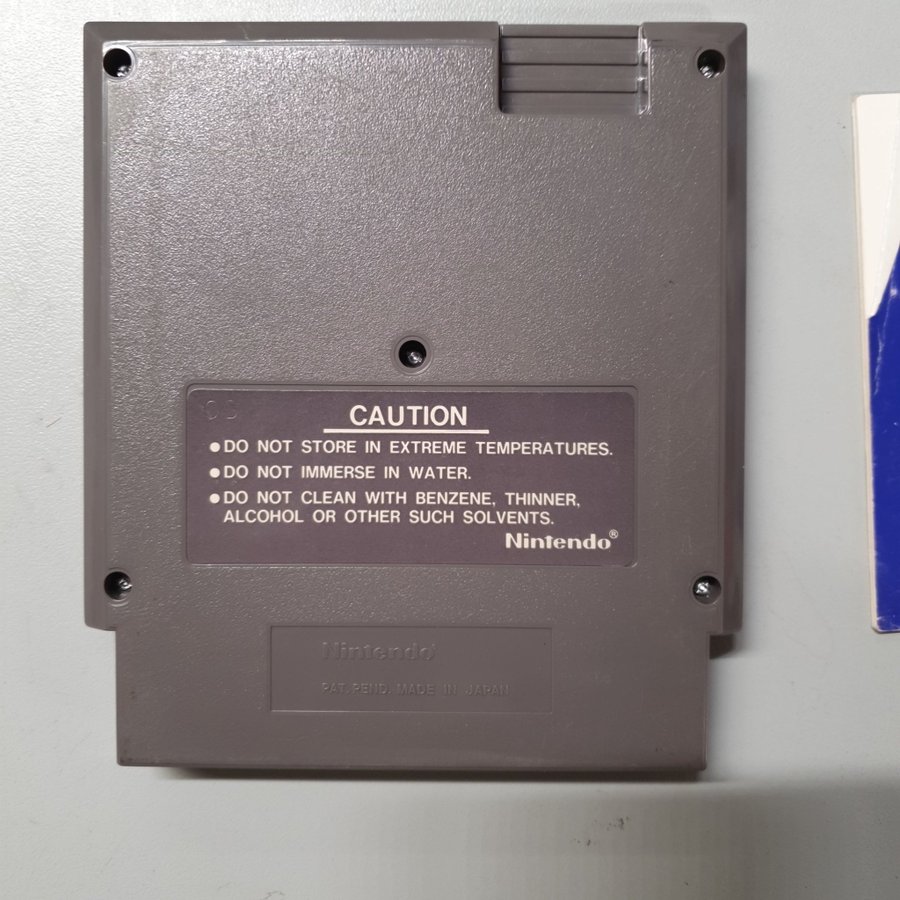 CAUTION
●DO NOT STORE IN EXTREME TEMPERATURES.
●DO NOT IMMERSE IN WATER.
●DO NOT CLEAN WITH BENZENE, THINNER,
ALCOHOL OR OTHER SUCH SOLVENTS.
Nintendo®
Nintendo
PAT. PEND. MADE IN JAPAN